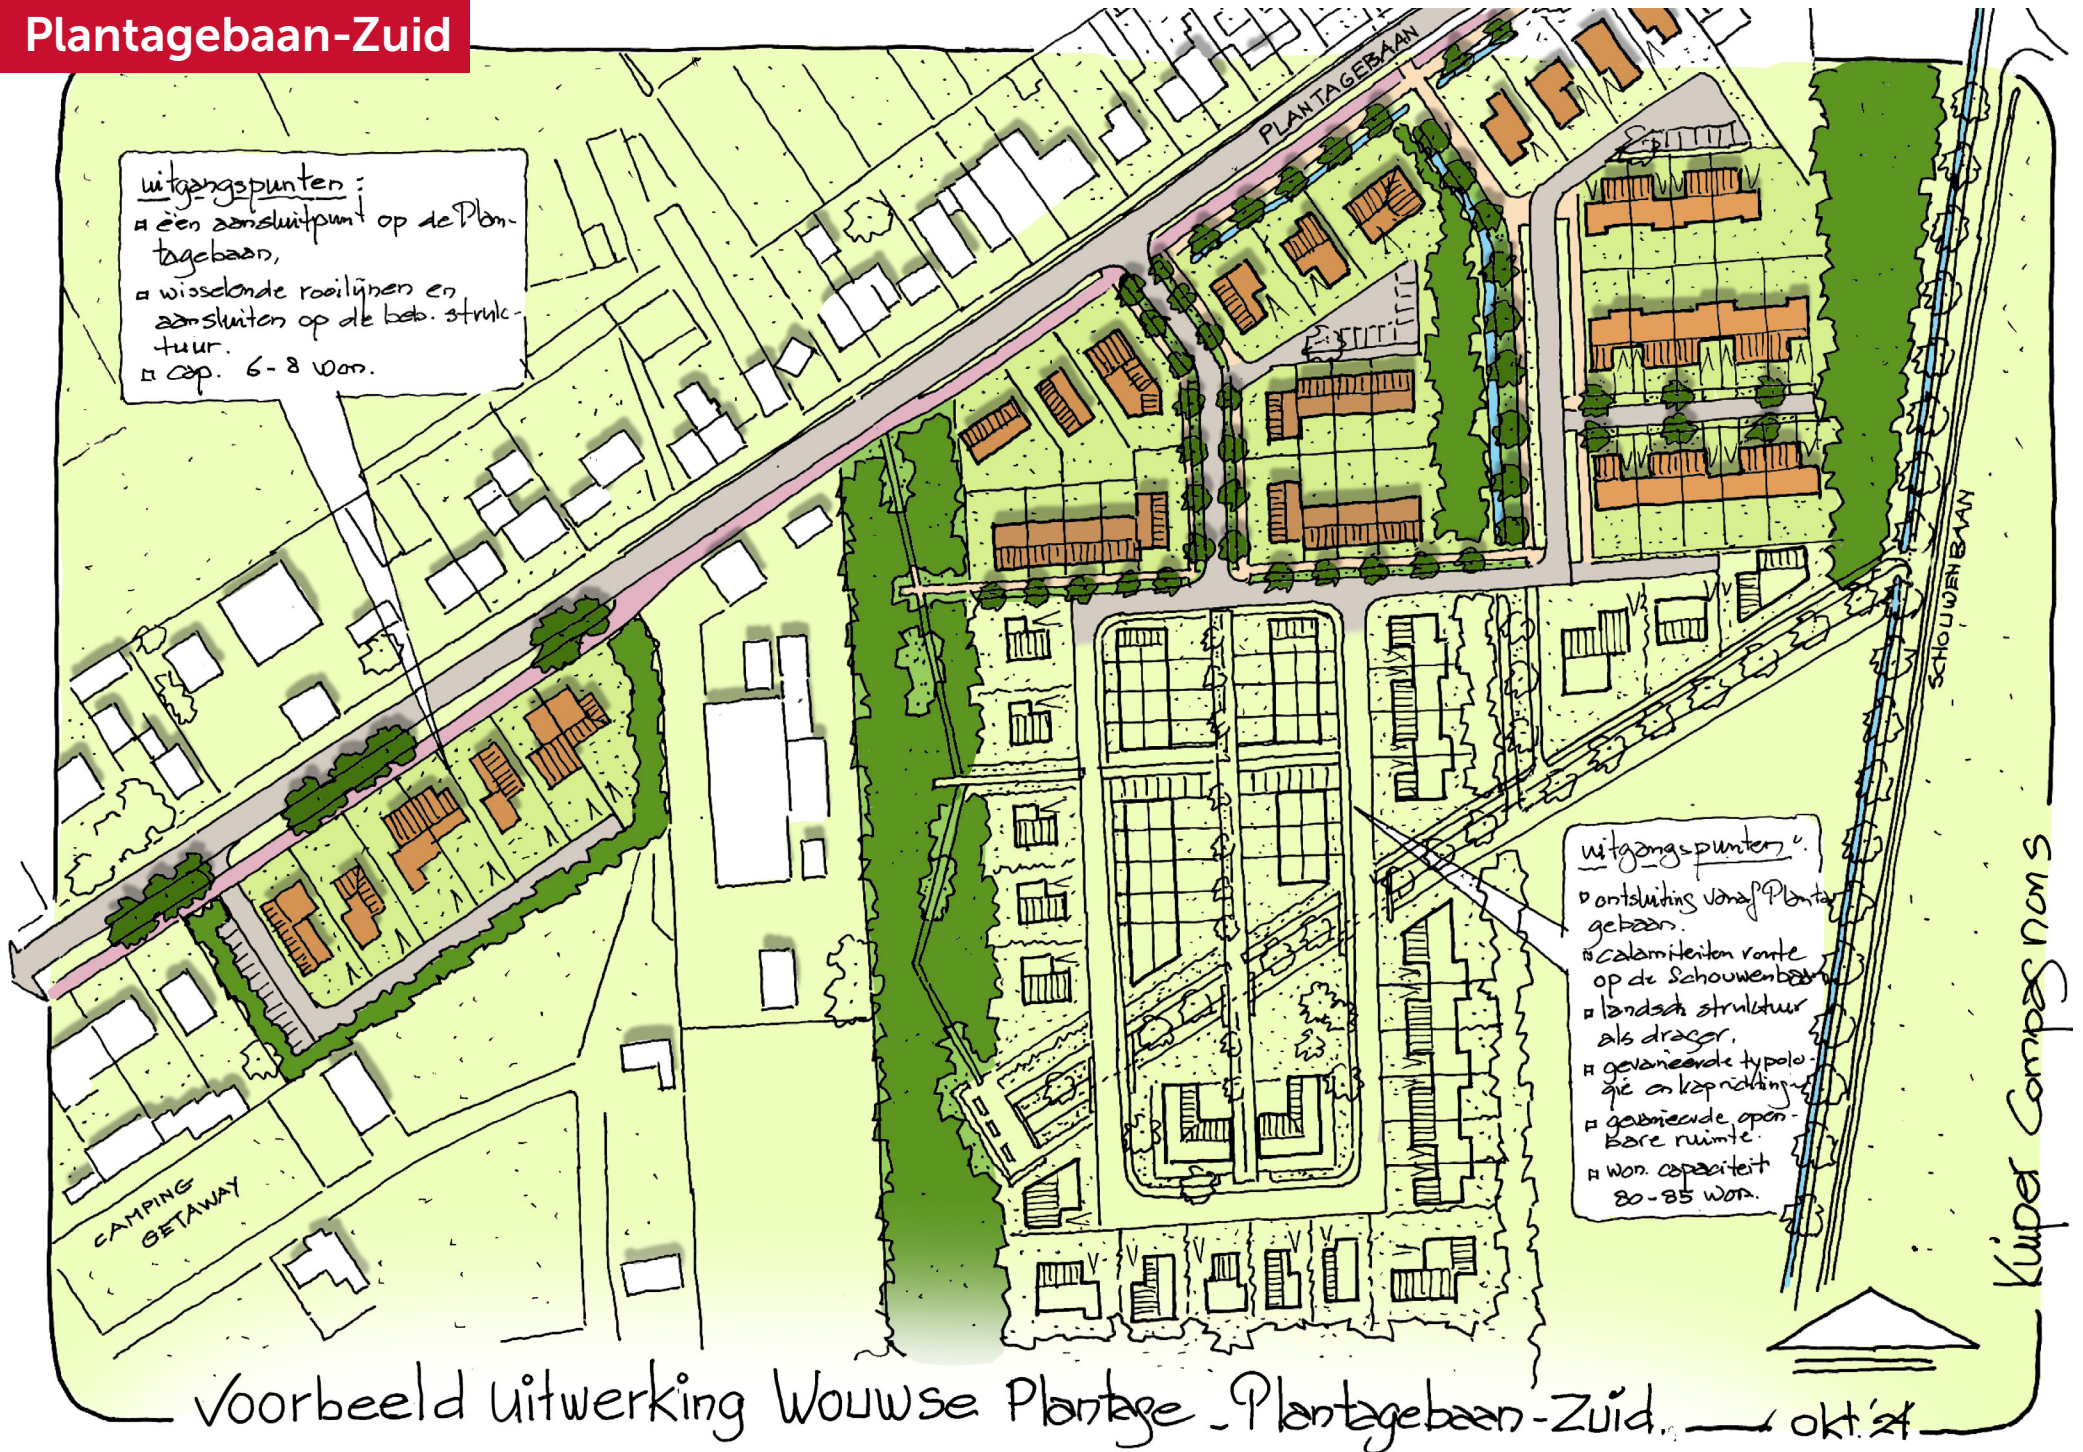 Plantagebaan-Zuid
PLANTAGEBAAN
uitgangspunten :
één aansluitpunt op de Plan-
tagebaan,
wisselende rooilijnen en
aansluiten op de beb. struk-
tuur.
cap. 6-8 won.
SCHOUWENBAAN
uitgangspunten :
ontsluiting vanaf Planta
gebaan.
calamiteiten route
op de Schouwenbaan
landsch struktuur
als drager.
gevarieerde typolo-
gie en kaprichting
gevarieerde open-
bare ruimte.
won. capaciteit
80-85 won.
CAMPING
GETAWAY
Kuiper Compagnons
Voorbeeld Uitwerking Wouwse Plantage - Plantagebaan-Zuid. — okt.'21